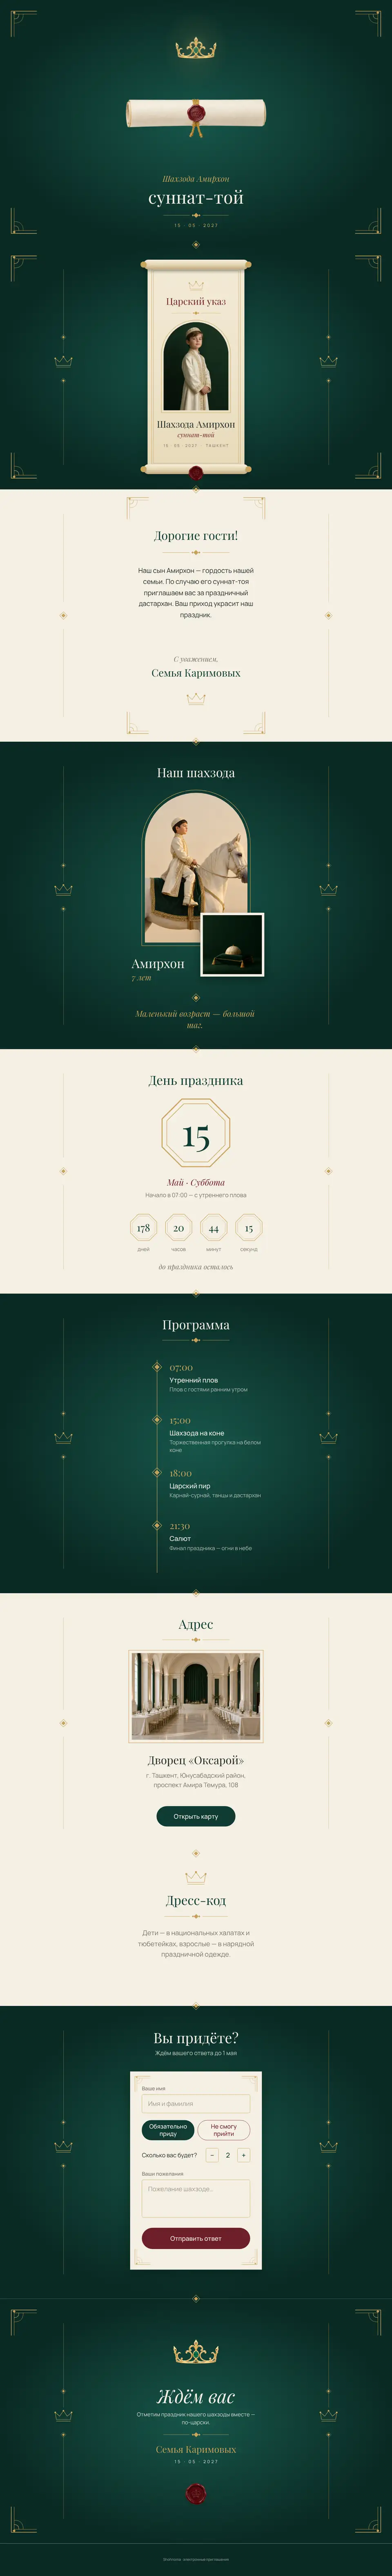 Шахзода Амирхон
суннат-той
15 · 05 · 2027
Царский указ
Шахзода Амирхон
суннат-той
15 · 05 · 2027 · ТАШКЕНТ
Дорогие гости!
Наш сын Амирхон — гордость нашей
семьи. По случаю его суннат-тоя
приглашаем вас за праздничный
дастархан. Ваш приход украсит наш
праздник.
С уважением,
Семья Каримовых
Наш шахзода
Амирхон
7 лет
Маленький возраст — большой
шаг.
День праздника
15
Май · Суббота
Начало в 07:00 — с утреннего плова
178
20
44
15
дней
часов
минут
секунд
до праздника осталось
Программа
07:00
Утренний плов
Плов с гостями ранним утром
15:00
Шахзода на коне
Торжественная прогулка на белом
коне
18:00
Царский пир
Карнай-сурнай, танцы и дастархан
21:30
Салют
Финал праздника — огни в небе
Адрес
Дворец «Оксарой»
г. Ташкент, Юнусабадский район,
проспект Амира Темура, 108
Открыть карту
Дресс-код
Дети — в национальных халатах и
тюбетейках, взрослые — в нарядной
праздничной одежде.
Вы придёте?
Ждём вашего ответа до 1 мая
Ваше имя
Имя и фамилия
Обязательно
приду
Не смогу
прийти
Сколько вас будет?
−
2
+
Ваши пожелания
Пожелание шахзоде…
Отправить ответ
Ждём вас
Отметим праздник нашего шахзоды вместе —
по-царски.
Семья Каримовых
15 · 05 · 2027